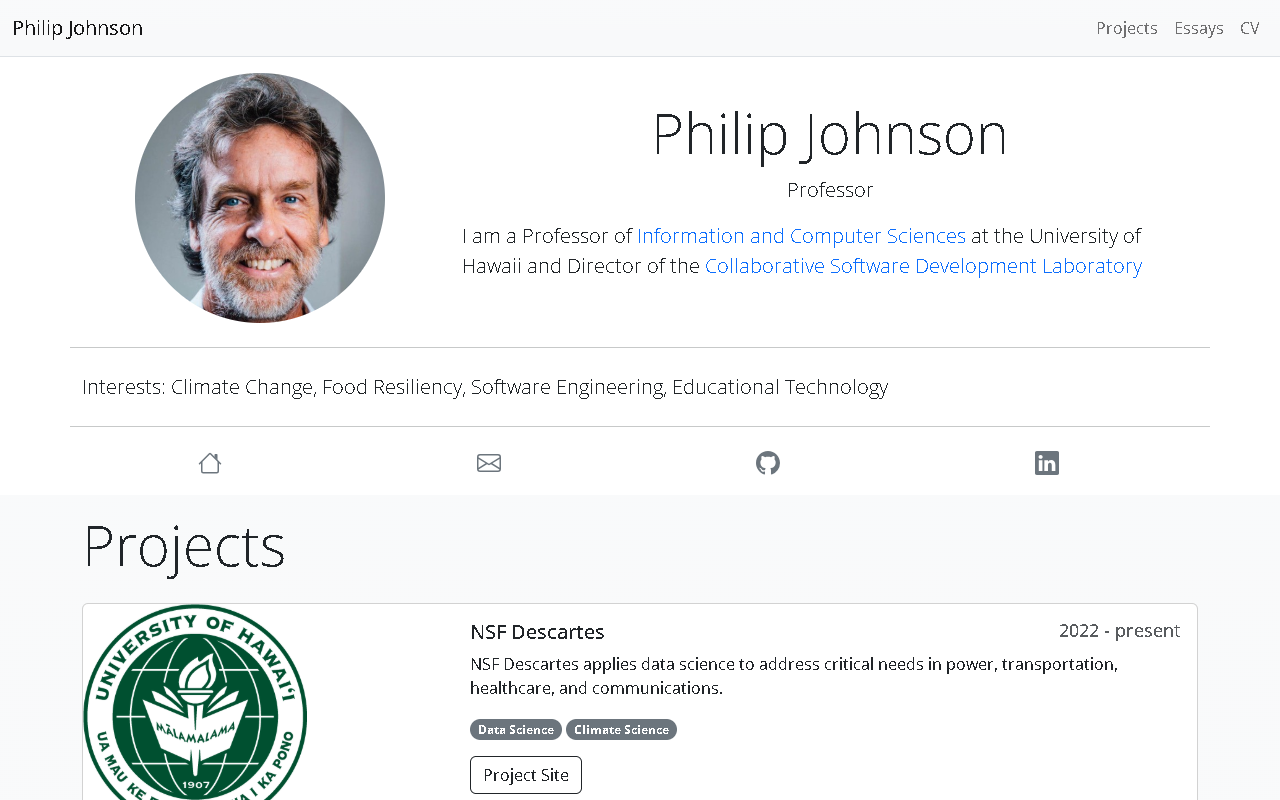 Philip Johnson
Projects Essays CV
Philip Johnson
Professor
I am a Professor of Information and Computer Sciences at the University of
Hawaii and Director of the Collaborative Software Development Laboratory
Interests: Climate Change, Food Resiliency, Software Engineering, Educational Technology
Projects
UNIVERSITY OF HAWAIʻI
MĀLAMALAMA
UA MAU KE
I KA PONO
1907
NSF Descartes
2022 - present
NSF Descartes applies data science to address critical needs in power, transportation,
healthcare, and communications.
Data Science Climate Science
Project Site